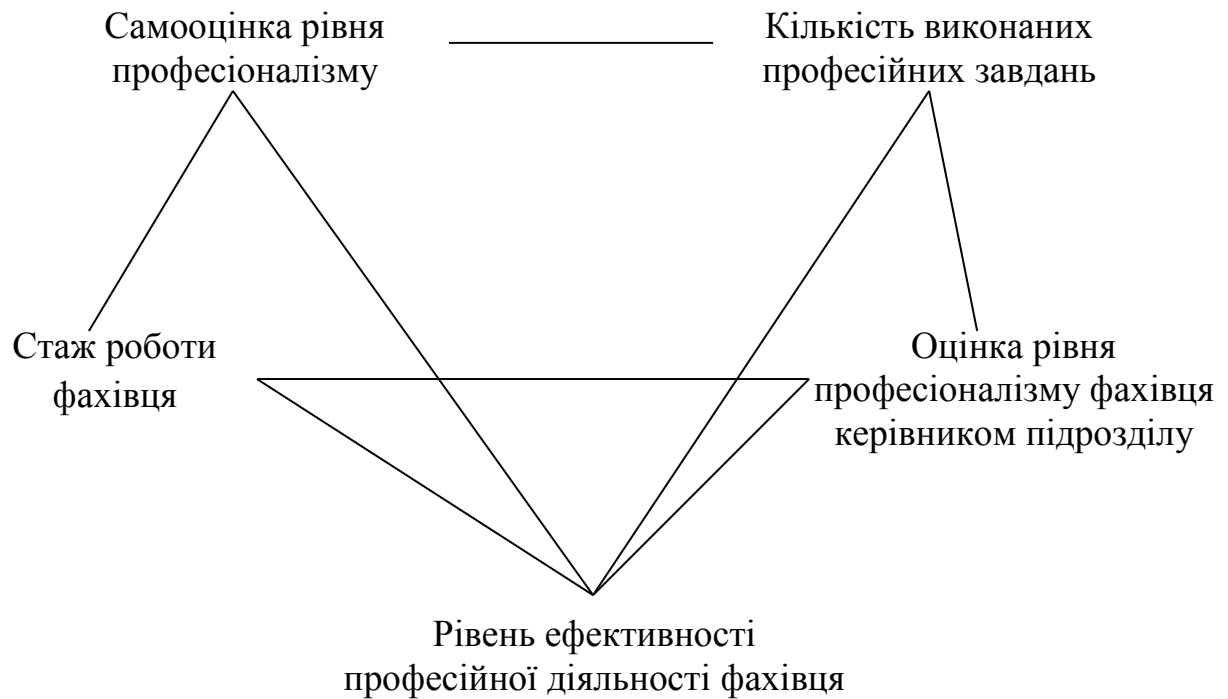 Самооцінка рівня
професіоналізму
Кількість виконаних
професійних завдань
Стаж роботи
фахівця
Оцінка рівня
професіоналізму фахівця
керівником підрозділу
Рівень ефективності
професійної діяльності фахівця